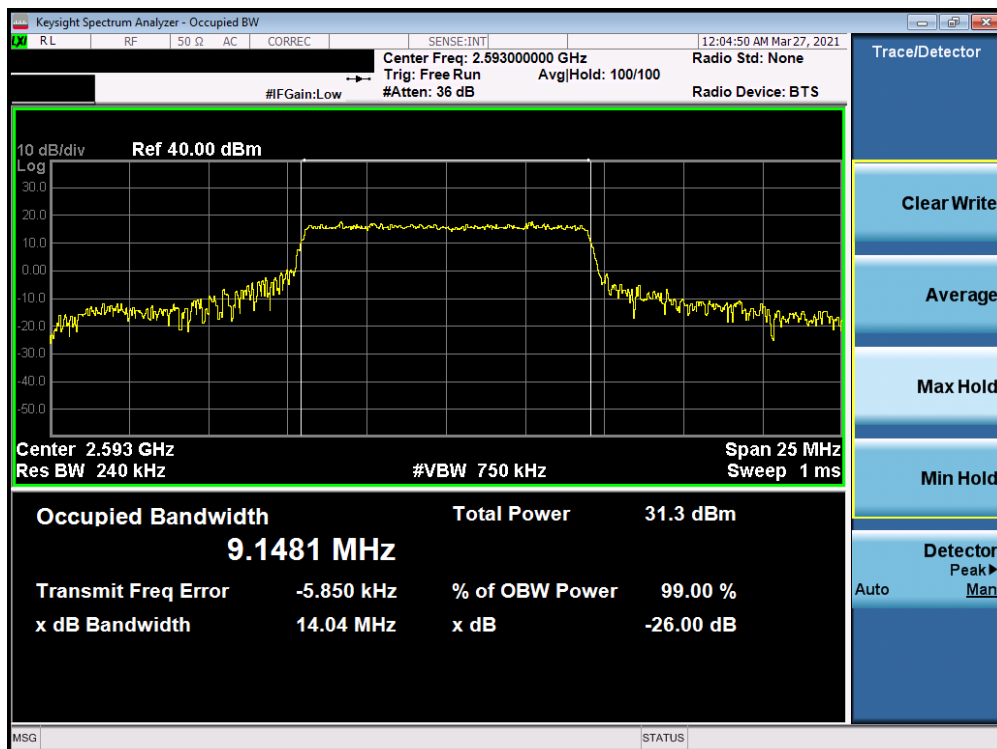 Keysight Spectrum Analyzer - Occupied BW
LXI RL RF 50 Ω AC CORREC SENSE:INT 12:04:50 AM Mar 27, 2021
Center Freq: 2.593000000 GHz Radio Std: None
Trig: Free Run Avg|Hold: 100/100
#IFGain:Low #Atten: 36 dB Radio Device: BTS
10 dB/div Ref 40.00 dBm
Log
30.0
20.0
10.0
0.00
-10.0
-20.0
-30.0
-40.0
-50.0
Center 2.593 GHz Span 25 MHz
Res BW 240 kHz #VBW 750 kHz Sweep 1 ms
Occupied Bandwidth Total Power 31.3 dBm
9.1481 MHz
Transmit Freq Error -5.850 kHz % of OBW Power 99.00 %
x dB Bandwidth 14.04 MHz x dB -26.00 dB
Trace/Detector
Clear Write
Average
Max Hold
Min Hold
Detector
Peak▶
Auto Man
MSG STATUS